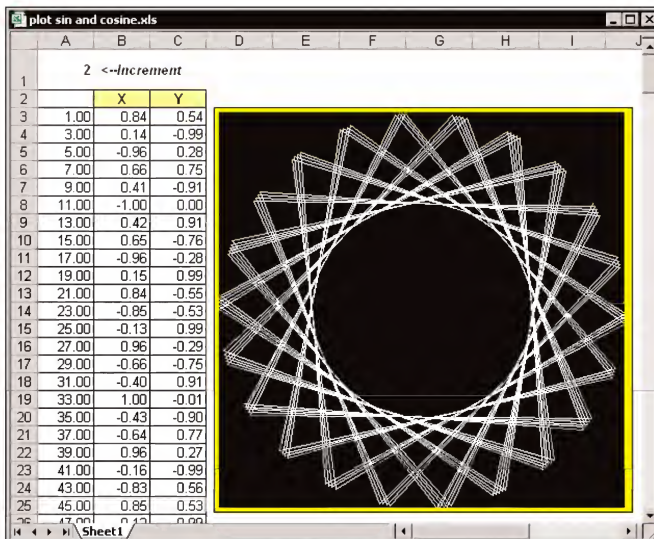 plot sin and cosine.xls
A B C D E F G H I J
1 2 <--Increment
2 X Y
3 1.00 0.84 0.54
4 3.00 0.14 -0.99
5 5.00 -0.96 0.28
6 7.00 0.66 0.75
7 9.00 0.41 -0.91
8 11.00 -1.00 0.00
9 13.00 0.42 0.91
10 15.00 0.65 -0.76
11 17.00 -0.96 -0.28
12 19.00 0.15 0.99
13 21.00 0.84 -0.55
14 23.00 -0.85 -0.53
15 25.00 -0.13 0.99
16 27.00 0.96 -0.29
17 29.00 -0.66 -0.75
18 31.00 -0.40 0.91
19 33.00 1.00 -0.01
20 35.00 -0.43 -0.90
21 37.00 -0.64 0.77
22 39.00 0.96 0.27
23 41.00 -0.16 -0.99
24 43.00 -0.83 0.56
25 45.00 0.85 0.53
Sheet1